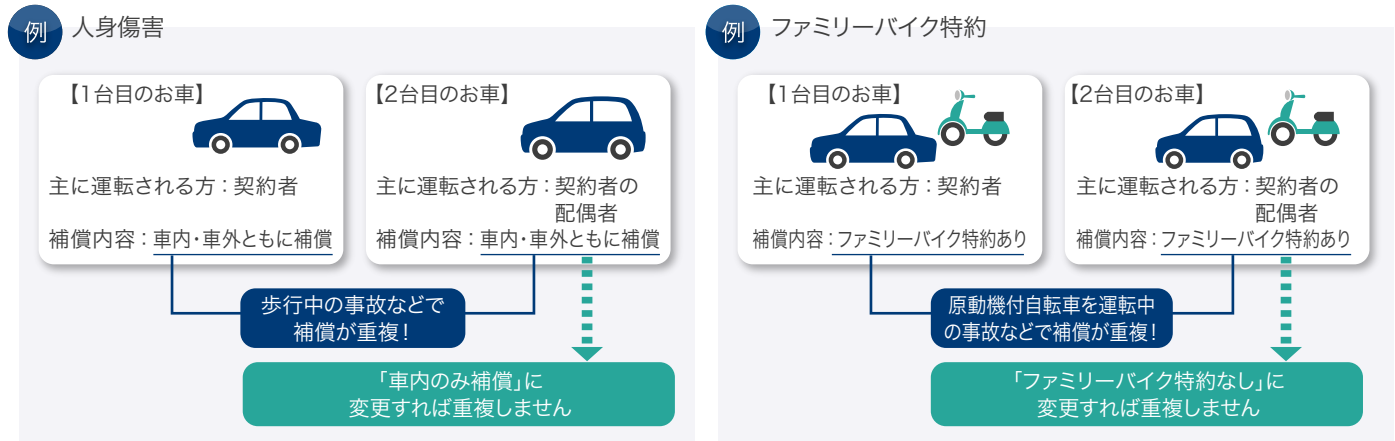 例 人身傷害
【1台目のお車】
主に運転される方：契約者
補償内容：車内・車外ともに補償
【2台目のお車】
主に運転される方：契約者の
配偶者
補償内容：車内・車外ともに補償
歩行中の事故などで
補償が重複！
「車内のみ補償」に
変更すれば重複しません
例 ファミリーバイク特約
【1台目のお車】
主に運転される方：契約者
補償内容：ファミリーバイク特約あり
【2台目のお車】
主に運転される方：契約者の
配偶者
補償内容：ファミリーバイク特約あり
原動機付自転車を運転中
の事故などで補償が重複！
「ファミリーバイク特約なし」に
変更すれば重複しません